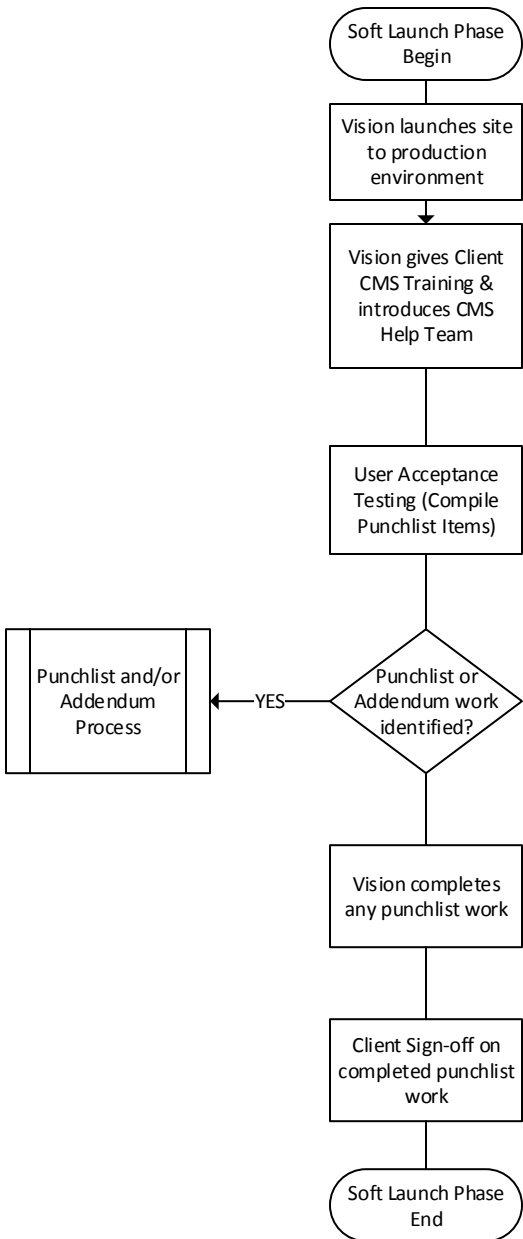 Soft Launch Phase
Begin
Vision launches site
to production
environment
Vision gives Client
CMS Training &
introduces CMS
Help Team
User Acceptance
Testing (Compile
Punchlist Items)
Punchlist or
Addendum work
identified?
YES
Punchlist and/or
Addendum
Process
Vision completes
any punchlist work
Client Sign-off on
completed punchlist
work
Soft Launch Phase
End